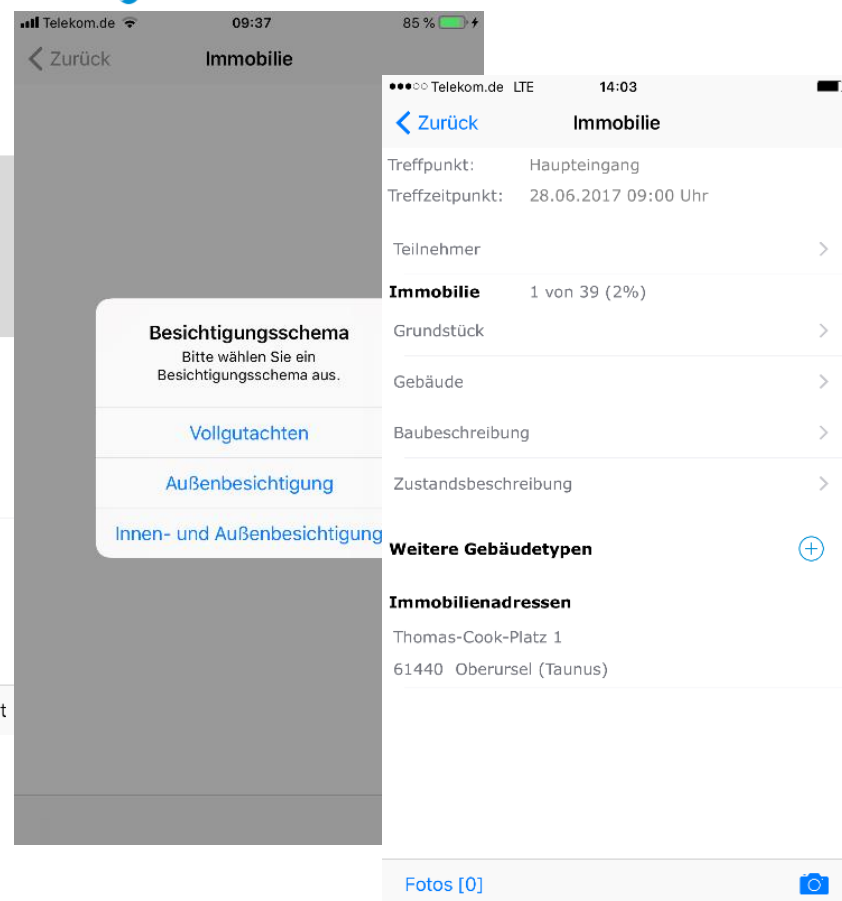 Telekom.de 09:37 85 %
Zurück Immobilie
Besichtigungsschema
Bitte wählen Sie ein
Besichtigungsschema aus.
Vollgutachten
Außenbesichtigung
Innen- und Außenbesichtigung
t
Telekom.de LTE 14:03
Zurück Immobilie
Treffpunkt: Haupteingang
Treffzeitpunkt: 28.06.2017 09:00 Uhr
Teilnehmer
Immobilie 1 von 39 (2%)
Grundstück
Gebäude
Baubeschreibung
Zustandsbeschreibung
Weitere Gebäudetypen
Immobilienadressen
Thomas-Cook-Platz 1
61440 Oberursel (Taunus)
Fotos [0]